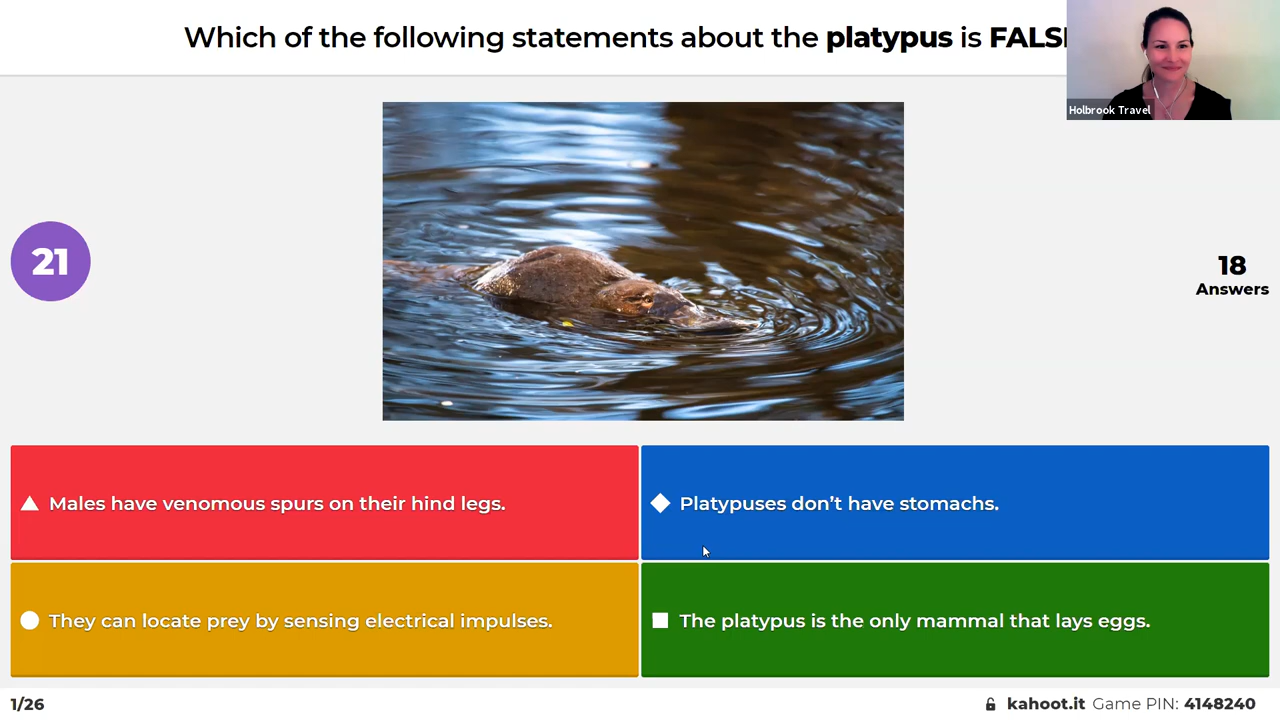 Which of the following statements about the platypus is
Holbrook Travel
21
18
Answers
Males have venomous spurs on their hind legs.
Platypuses don't have stomachs.
They can locate prey by sensing electrical impulses.
The platypus is the only mammal that lays eggs.
1/26
kahoot.it Game PIN: 4148240